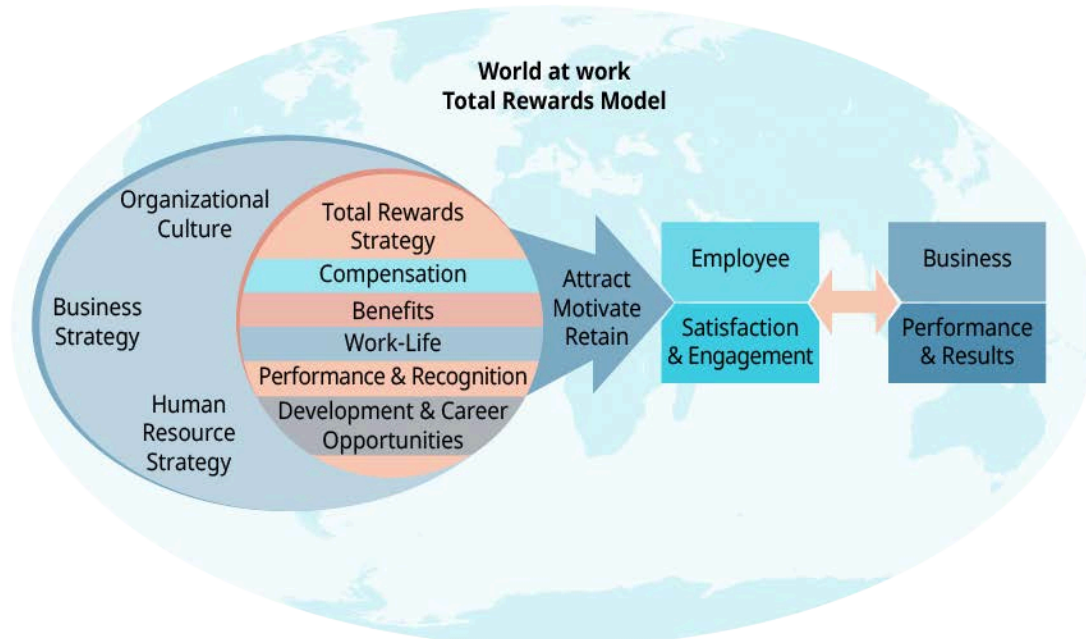 World at work
Total Rewards Model
Organizational
Culture
Business
Strategy
Human
Resource
Strategy
Total Rewards
Strategy
Compensation
Benefits
Work-Life
Performance & Recognition
Development & Career
Opportunities
Attract
Motivate
Retain
Employee
Satisfaction
& Engagement
Business
Performance
& Results